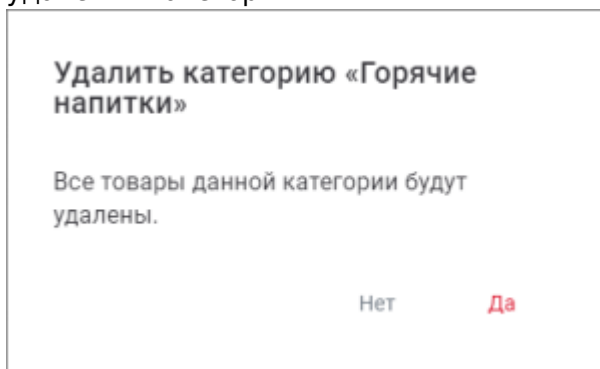 Удалить категорию «Горячие
напитки»
Все товары данной категории будут
удалены.
Нет Да